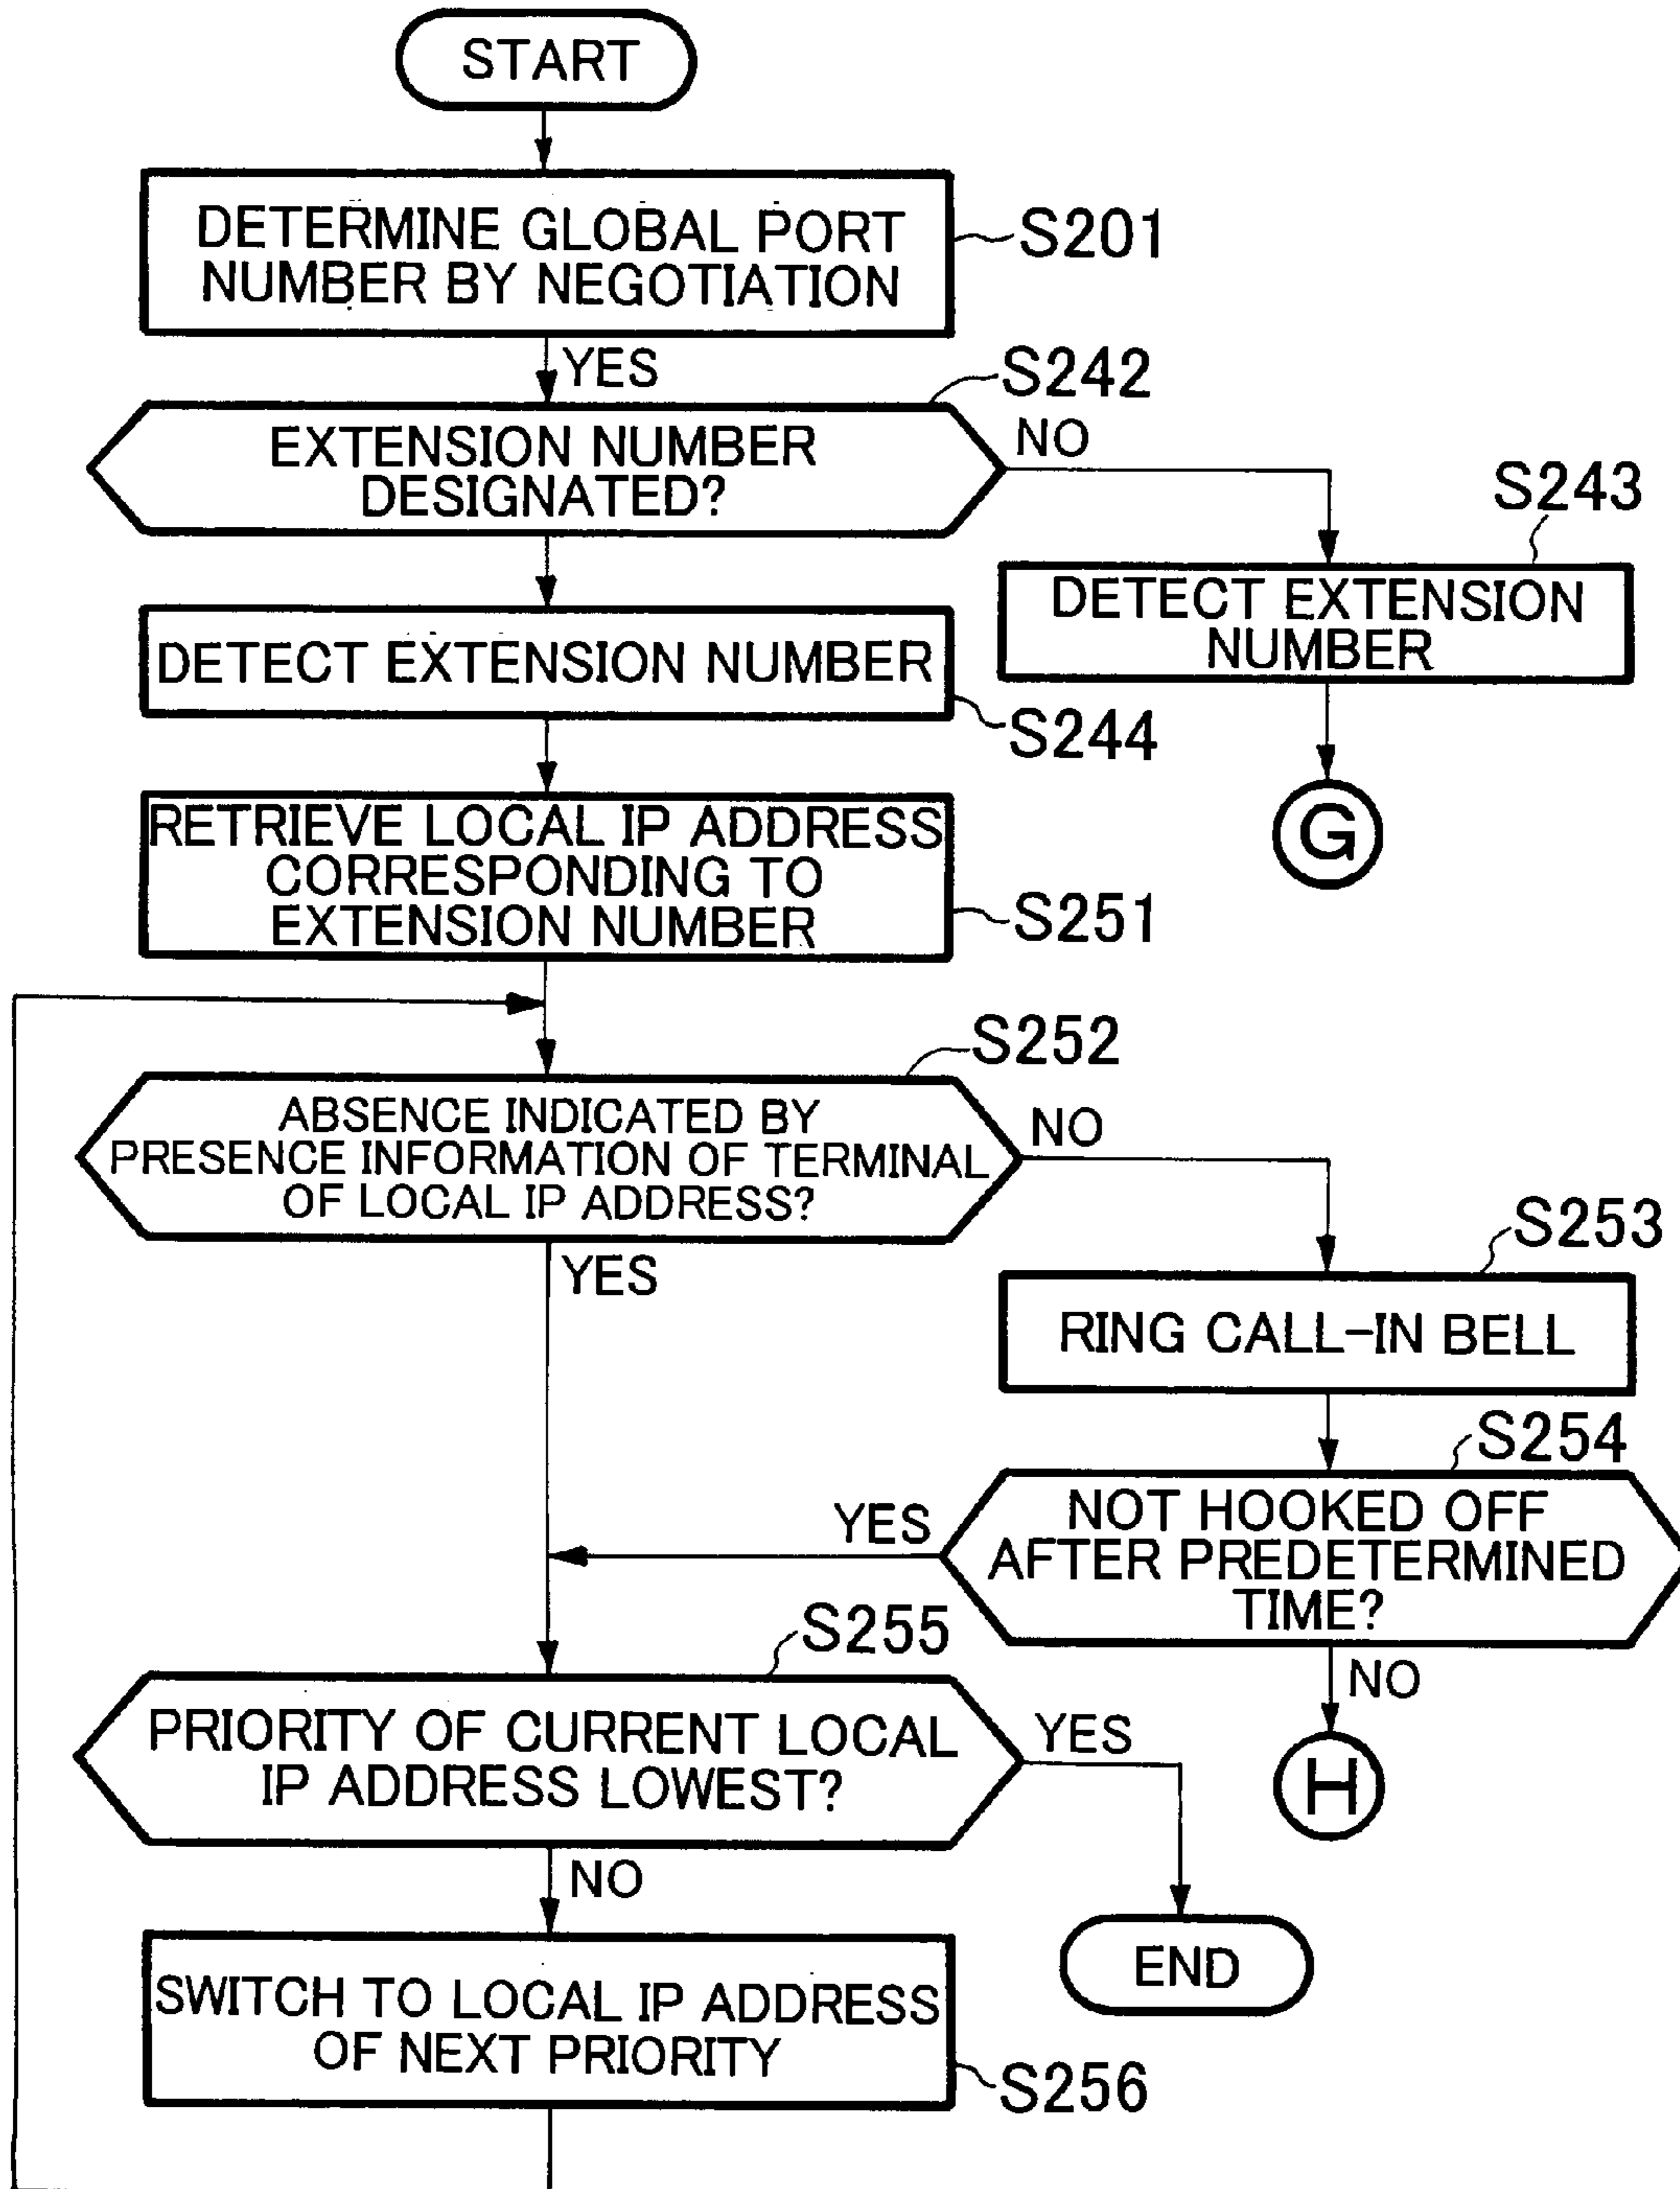 START
DETERMINE GLOBAL PORT
NUMBER BY NEGOTIATION
S201
YES
S242
EXTENSION NUMBER
DESIGNATED?
NO
S243
DETECT EXTENSION
NUMBER
DETECT EXTENSION NUMBER
S244
G
RETRIEVE LOCAL IP ADDRESS
CORRESPONDING TO
EXTENSION NUMBER
S251
S252
ABSENCE INDICATED BY
PRESENCE INFORMATION OF TERMINAL
OF LOCAL IP ADDRESS?
NO
YES
S253
RING CALL-IN BELL
S254
NOT HOOKED OFF
AFTER PREDETERMINED
TIME?
YES
NO
H
S255
PRIORITY OF CURRENT LOCAL
IP ADDRESS LOWEST?
YES
NO
END
SWITCH TO LOCAL IP ADDRESS
OF NEXT PRIORITY
S256